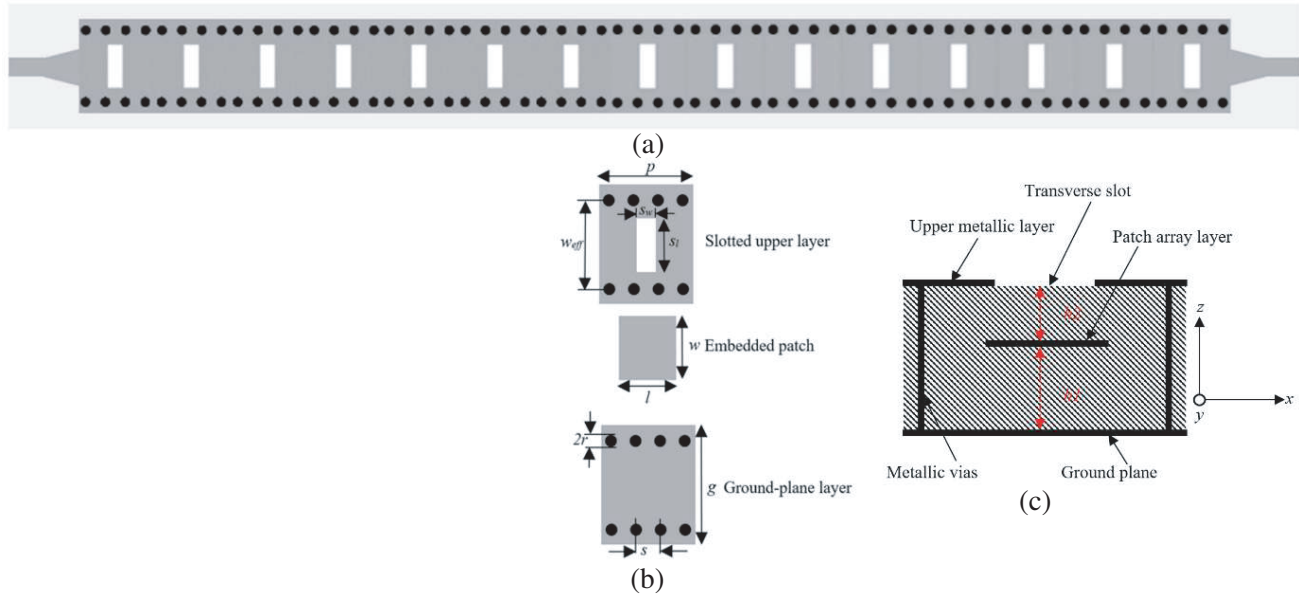 (a)
p
s_w
w_eff
s_l
Slotted upper layer
w Embedded patch
l
2r
g Ground-plane layer
s
(b)
Transverse slot
Upper metallic layer
Patch array layer
z
x
y
Metallic vias
Ground plane
(c)